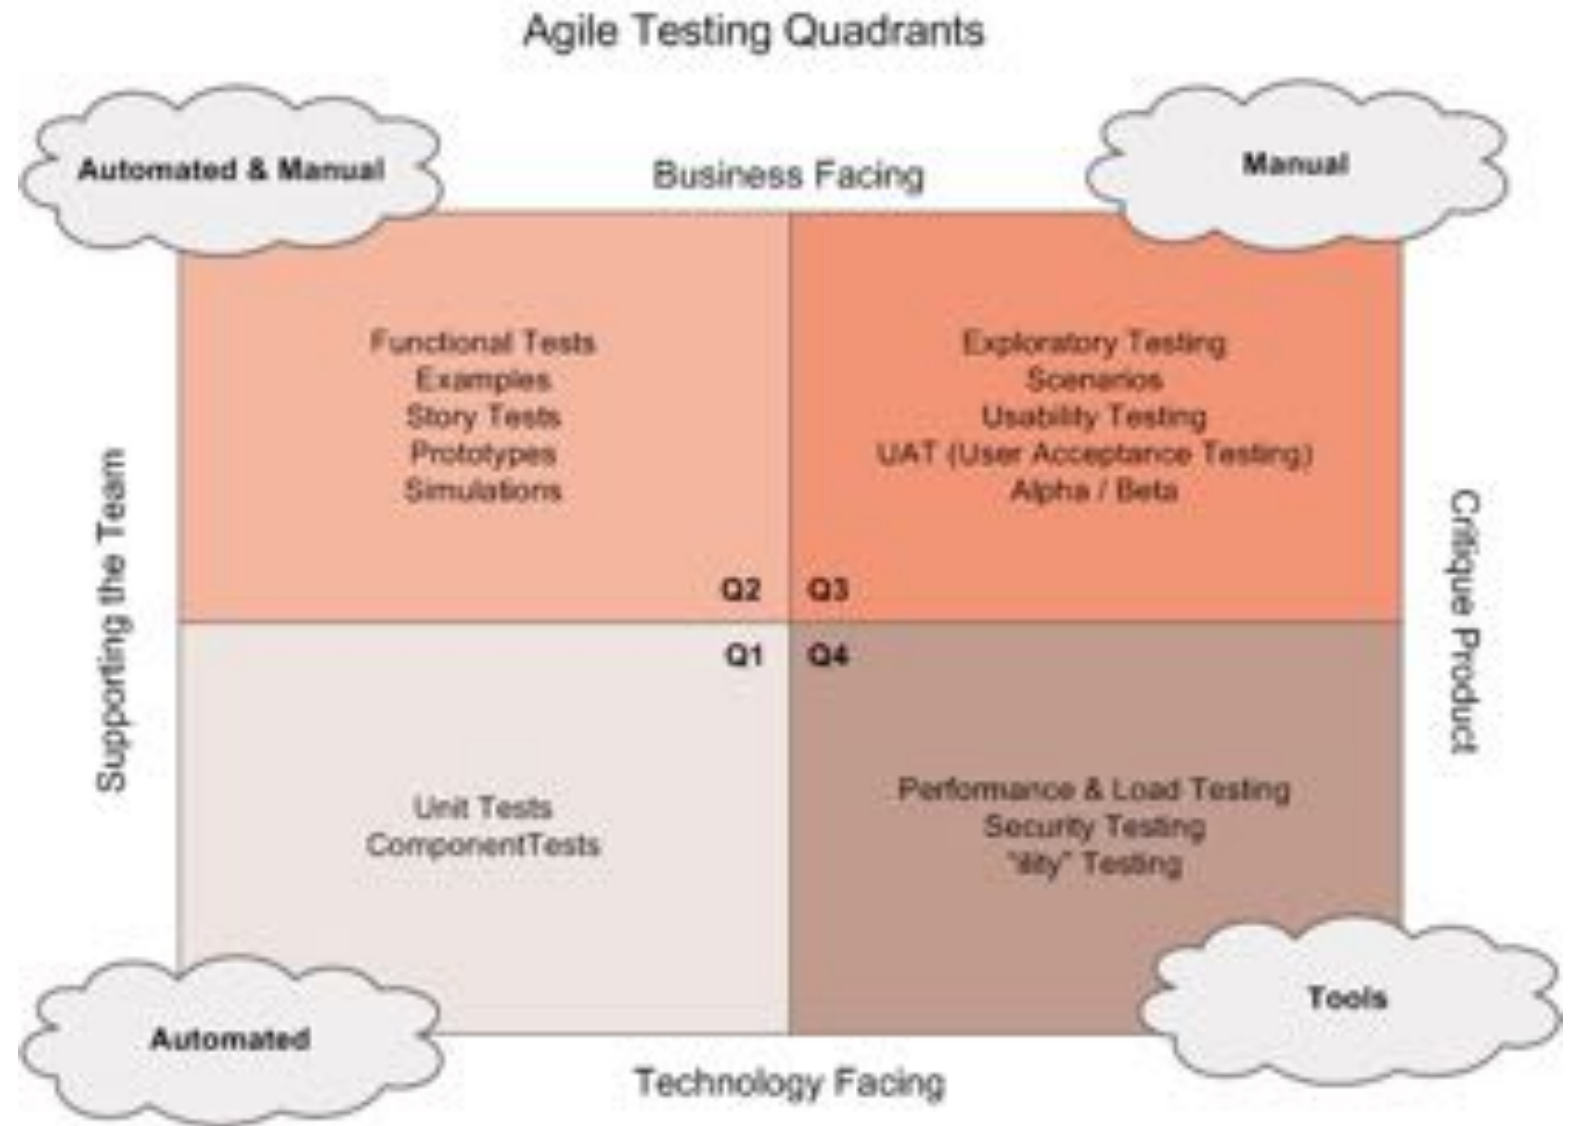 Agile Testing Quadrants
Automated & Manual
Business Facing
Manual
Functional Tests
Examples
Story Tests
Prototypes
Simulations
Exploratory Testing
Scenarios
Usability Testing
UAT (User Acceptance Testing)
Alpha / Beta
Supporting the Team
Critique Product
Q2
Q3
Q1
Q4
Unit Tests
ComponentTests
Performance & Load Testing
Security Testing
"ility" Testing
Automated
Tools
Technology Facing